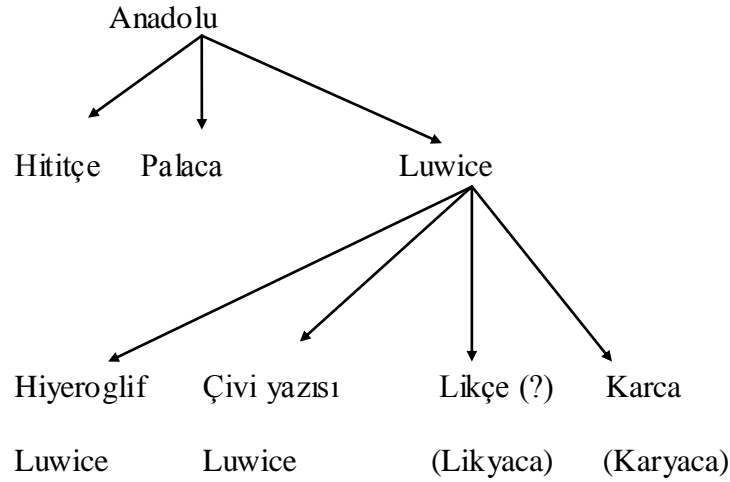 Anadolu
Hititçe Palaca Luwice
Hiyeroglif Çivi yazısı Likçe (?) Karca
Luwice Luwice (Likyaca) (Karyaca)